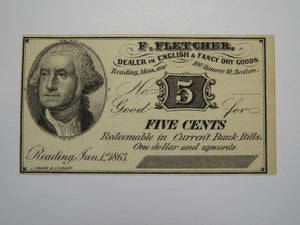 F. FLETCHER,
DEALER IN ENGLISH & FANCY DRY GOODS,
Reading, Mass. and 100 Hanover St. Boston.
No.
5
Good for
FIVE CENTS
Redeemable in Current Bank Bills.
One dollar and upwards.
Reading, Jan. 1st 1863.